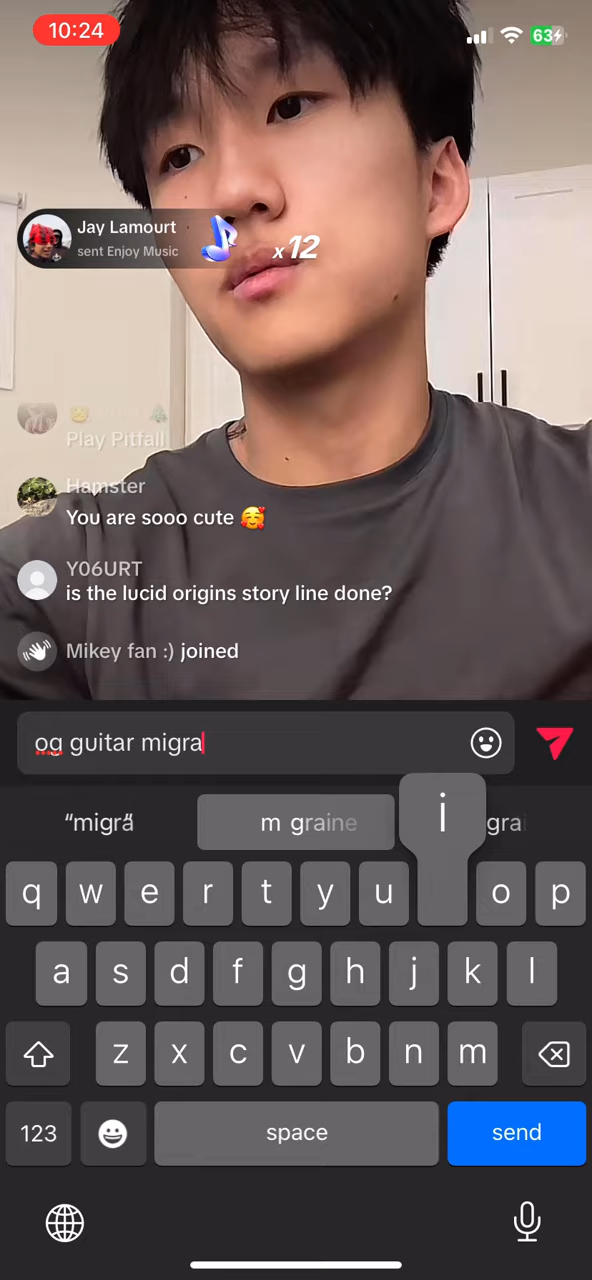 10:24
63
Jay Lamourt
sent Enjoy Music
x12
Play Pitfall
Hamster
You are sooo cute 🥰
Y06URT
is the lucid origins story line done?
Mikey fan :) joined
og guitar migra
“migra” m graine gra
i
q w e r t y u o p
a s d f g h j k l
z x c v b n m
123 space send